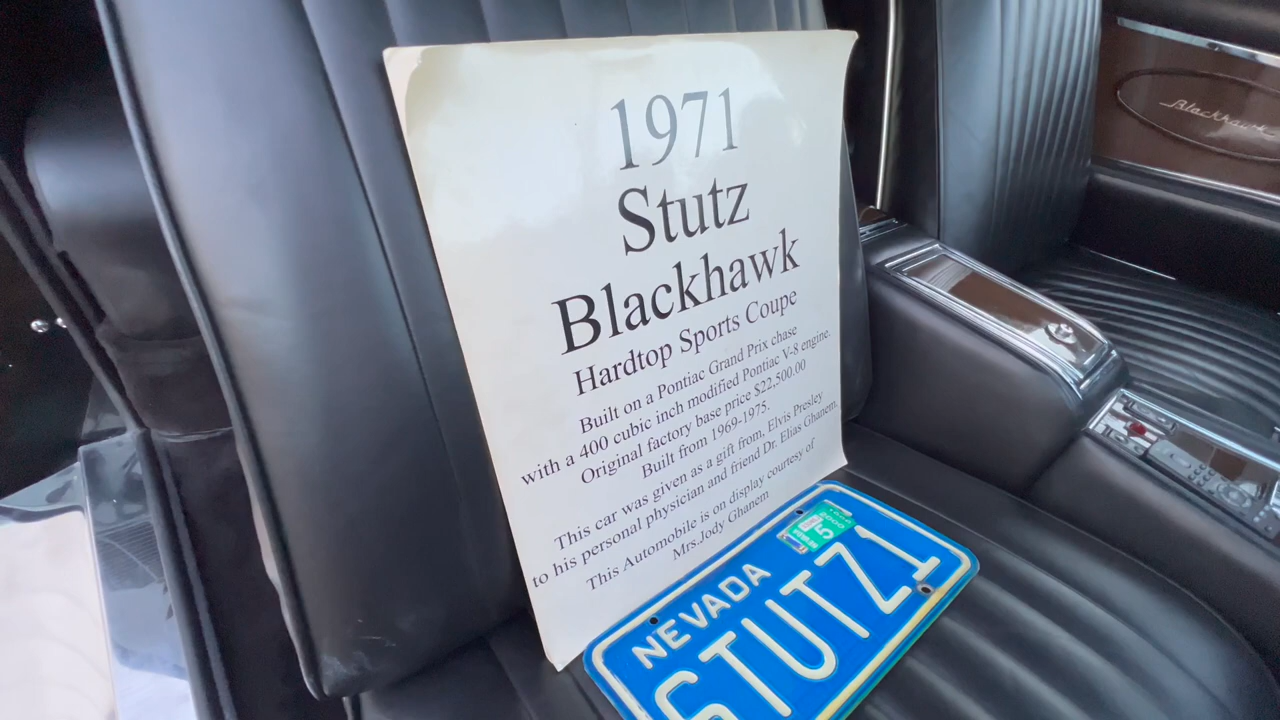 1971
Stutz
Blackhawk
Hardtop Sports Coupe
Built on a Pontiac Grand Prix chase
with a 400 cubic inch modified Pontiac V-8 engine.
Original factory base price $22,500.00
Built from 1969-1975.
This car was given as a gift from, Elvis Presley
to his personal physician and friend Dr. Elias Ghanem.
This Automobile is on display courtesy of
Mrs.Jody Ghanem
NEVADA
STUTZ1
5
2000
Blackhawk